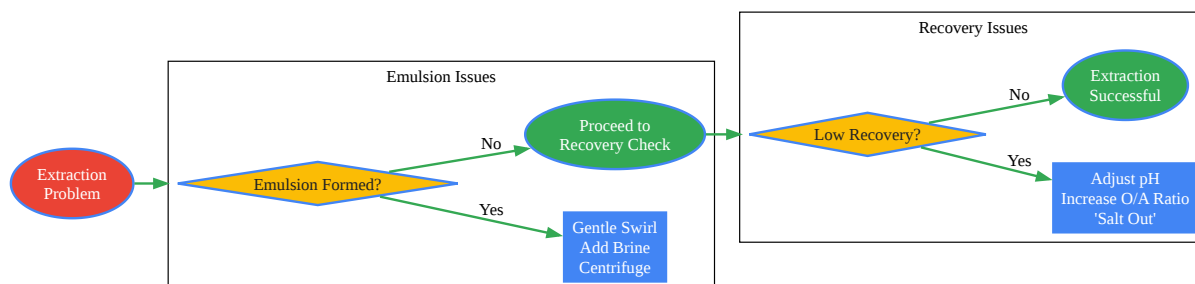 Extraction
Problem
Emulsion Issues
Emulsion Formed?
No
Yes
Proceed to
Recovery Check
Gentle Swirl
Add Brine
Centrifuge
Recovery Issues
Low Recovery?
No
Yes
Extraction
Successful
Adjust pH
Increase O/A Ratio
'Salt Out'